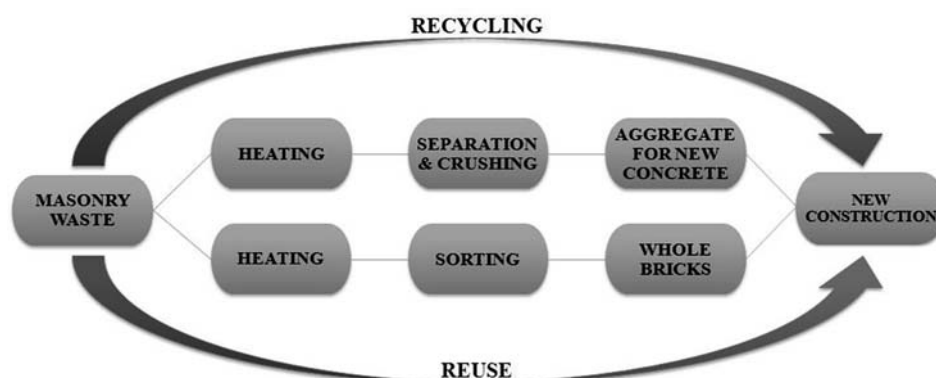 RECYCLING
HEATING
SEPARATION
& CRUSHING
AGGREGATE
FOR NEW
CONCRETE
MASONRY
WASTE
NEW
CONSTRUCTION
HEATING
SORTING
WHOLE
BRICKS
REUSE